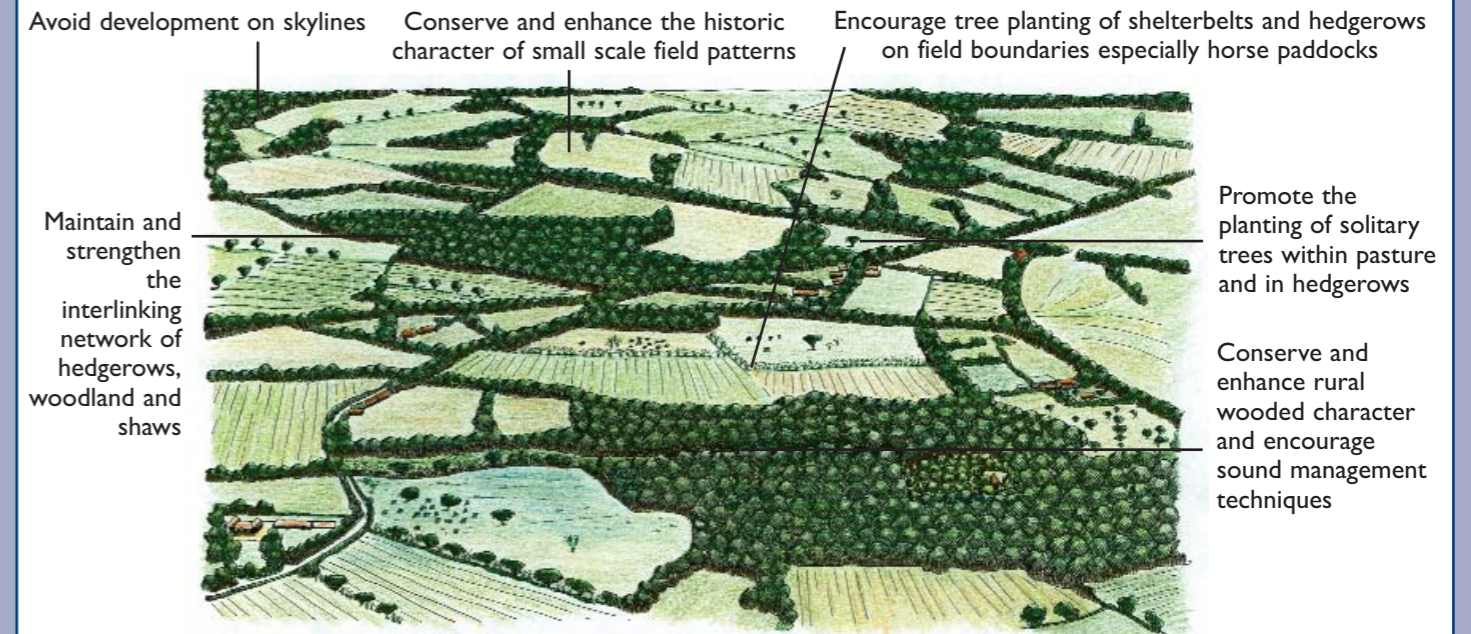 Avoid development on skylines
Conserve and enhance the historic
character of small scale field patterns
Encourage tree planting of shelterbelts and hedgerows
on field boundaries especially horse paddocks
Maintain and
strengthen
the
interlinking
network of
hedgerows,
woodland and
shaws
Promote the
planting of solitary
trees within pasture
and in hedgerows
Conserve and
enhance rural
wooded character
and encourage
sound management
techniques